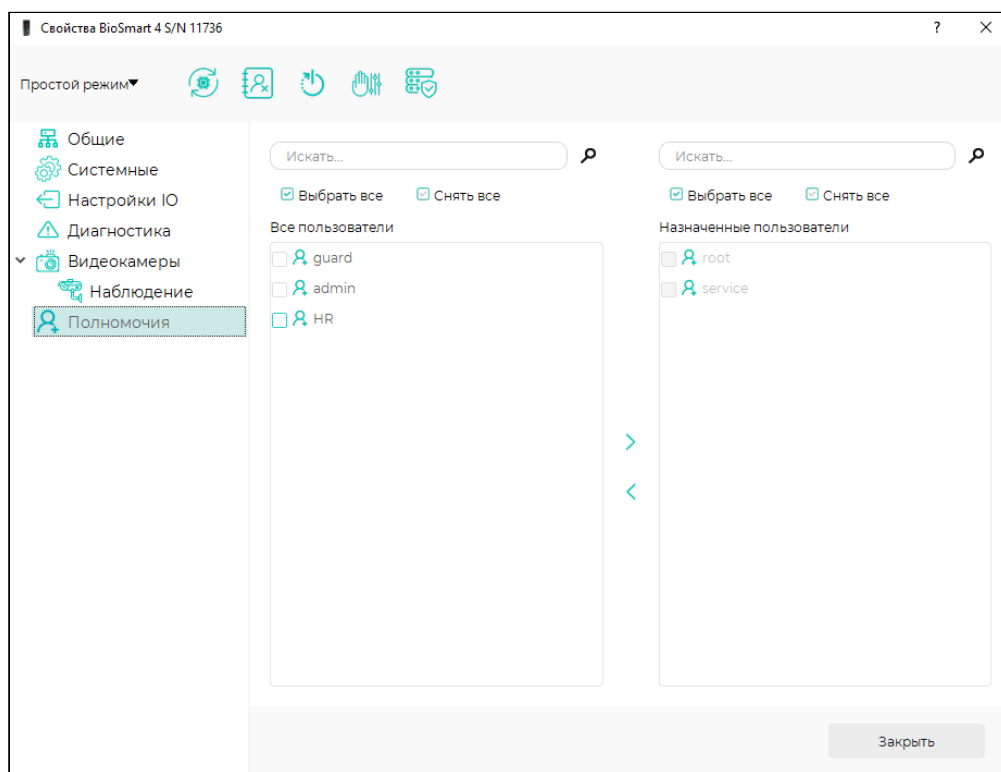 Свойства BioSmart 4 S/N 11736
?
Простой режим
Общие
Системные
Настройки IO
Диагностика
Видеокамеры
Наблюдение
Полномочия
Искать...
Выбрать все
Снять все
Все пользователи
guard
admin
HR
Искать...
Выбрать все
Снять все
Назначенные пользователи
root
service
Закрыть